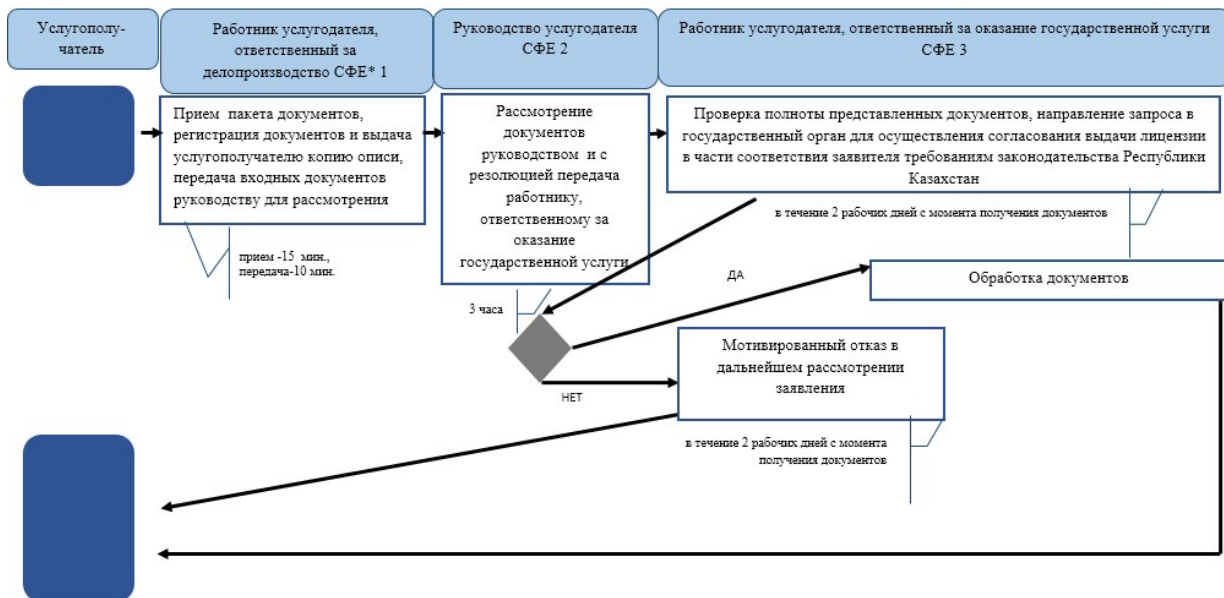 Услугополу-
чатель
Работник услугодателя,
ответственный за
делопроизводство СФЕ* 1
Руководство услугодателя
СФЕ 2
Работник услугодателя, ответственный за оказание государственной услуги
СФЕ 3
Прием пакета документов,
регистрация документов и выдача
услугополучателю копию описи,
передача входных документов
руководству для рассмотрения
Рассмотрение
документов
руководством и с
резолюцией передача
работнику,
ответственному за
оказание
государственной услуги
Проверка полноты представленных документов, направление запроса в
государственный орган для осуществления согласования выдачи лицензии
в части соответствия заявителя требованиям законодательства Республики
Казахстан
в течение 2 рабочих дней с момента получения документов
прием -15 мин.,
передача-10 мин.
3 часа
ДА
Обработка документов
НЕТ
Мотивированный отказ в
дальнейшем рассмотрении
заявления
в течение 2 рабочих дней с момента
получения документов